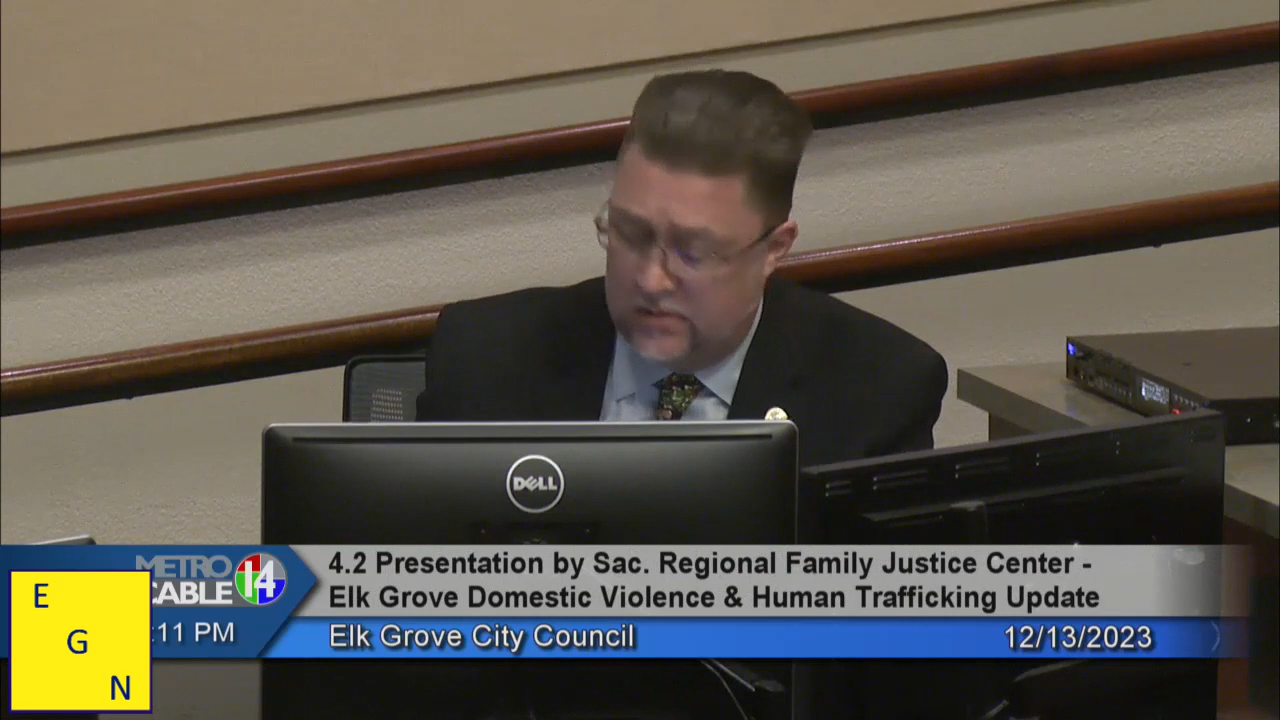 DELL
METRO
CABLE 14
:11 PM
4.2 Presentation by Sac. Regional Family Justice Center -
Elk Grove Domestic Violence & Human Trafficking Update
Elk Grove City Council
12/13/2023
E
G
N